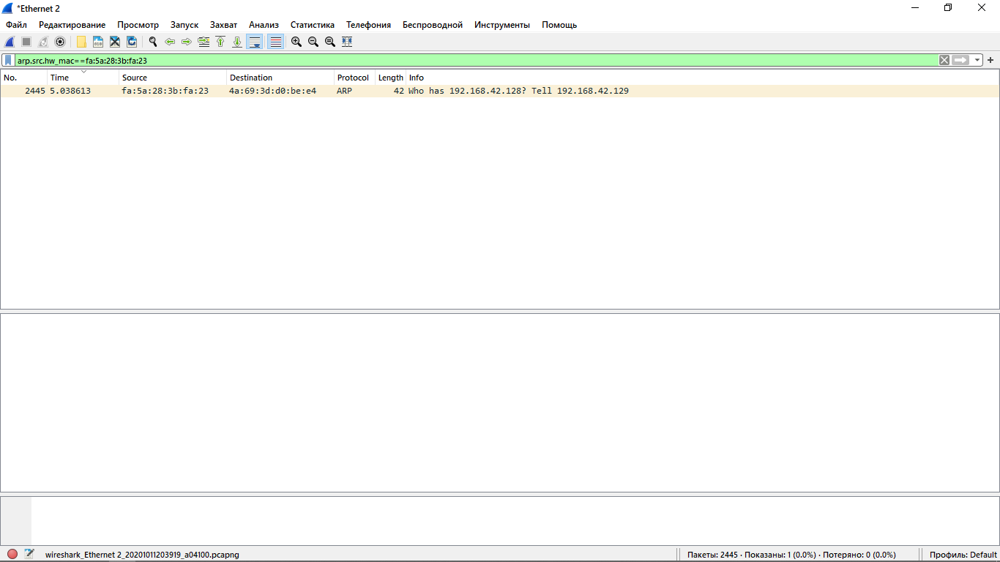 *Ethernet 2
Файл Редактирование Просмотр Запуск Захват Анализ Статистика Телефония Беспроводной Инструменты Помощь
arp.src.hw_mac==fa:5a:28:3b:fa:23
No. Time Source Destination Protocol Length Info
2445 5.038613 fa:5a:28:3b:fa:23 4a:69:3d:d0:be:e4 ARP 42 Who has 192.168.42.128? Tell 192.168.42.129
wireshark_Ethernet 2_20201011203919_a04100.pcapng Пакеты: 2445 · Показаны: 1 (0.0%) · Потеряно: 0 (0.0%) Профиль: Default